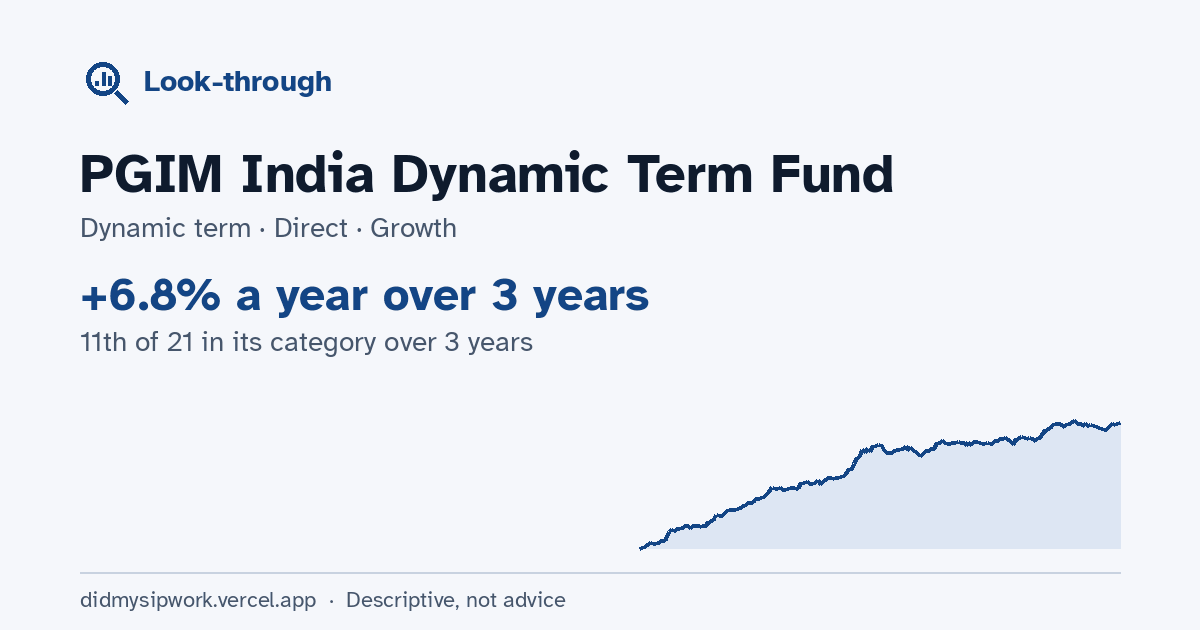 Look-through
PGIM India Dynamic Term Fund
Dynamic term · Direct · Growth
+6.8% a year over 3 years
11th of 21 in its category over 3 years
didmysipwork.vercel.app · Descriptive, not advice